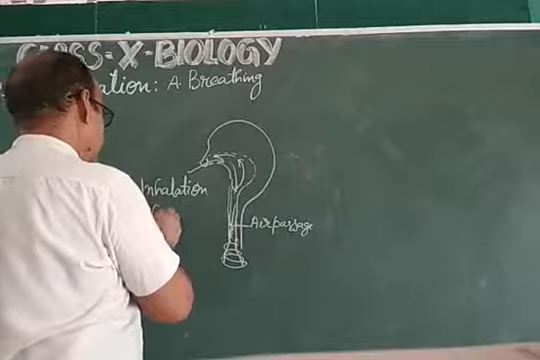 CLASS-X-BIOLOGY
ation: A. Breathing
Inhalation
Air passage